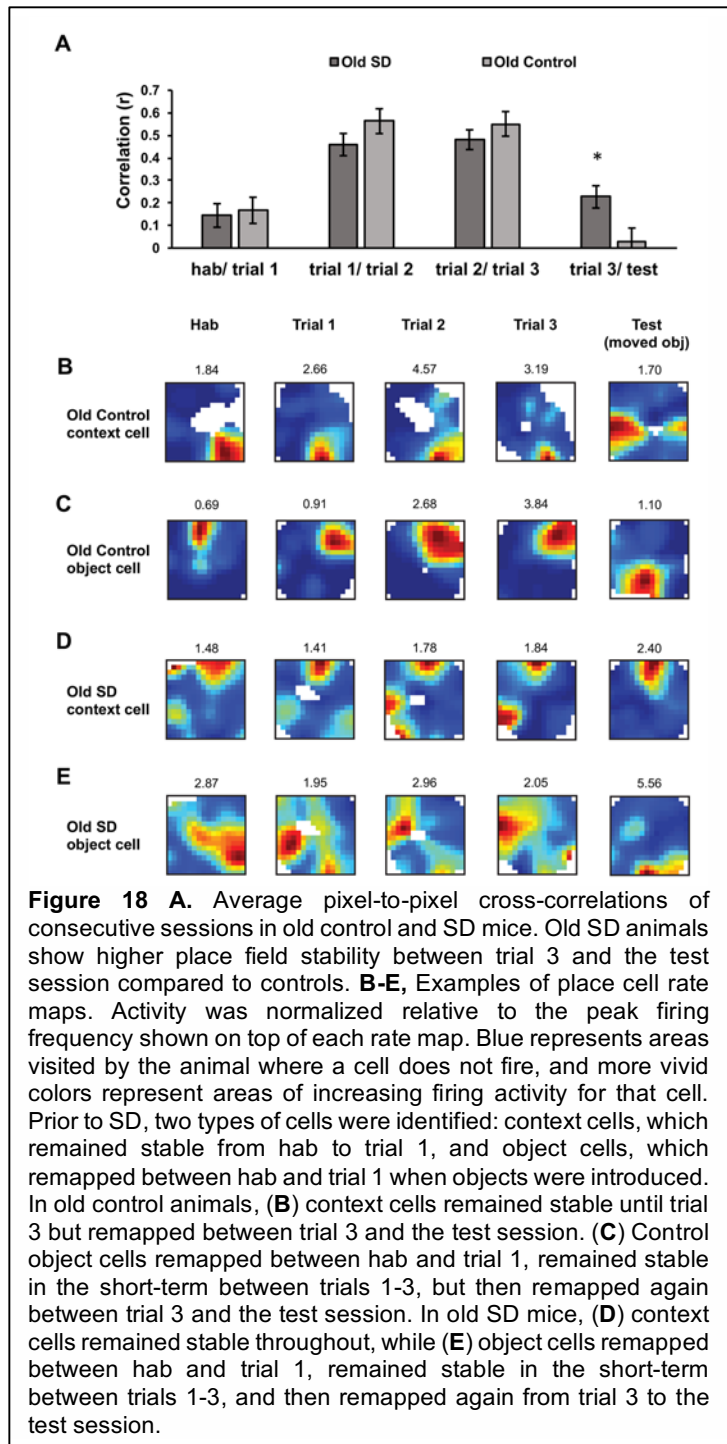 A
Old SD Old Control
Correlation (r)
0.7
0.6
0.5
0.4
0.3
0.2
0.1
0
*
hab/ trial 1 trial 1/ trial 2 trial 2/ trial 3 trial 3/ test
Hab Trial 1 Trial 2 Trial 3 Test
(moved obj)
B
1.84 2.66 4.57 3.19 1.70
Old Control
context cell
C
0.69 0.91 2.68 3.84 1.10
Old Control
object cell
D
1.48 1.41 1.78 1.84 2.40
Old SD
context cell
E
2.87 1.95 2.96 2.05 5.56
Old SD
object cell
Figure 18 A. Average pixel-to-pixel cross-correlations of
consecutive sessions in old control and SD mice. Old SD animals
show higher place field stability between trial 3 and the test
session compared to controls. B-E, Examples of place cell rate
maps. Activity was normalized relative to the peak firing
frequency shown on top of each rate map. Blue represents areas
visited by the animal where a cell does not fire, and more vivid
colors represent areas of increasing firing activity for that cell.
Prior to SD, two types of cells were identified: context cells, which
remained stable from hab to trial 1, and object cells, which
remapped between hab and trial 1 when objects were introduced.
In old control animals, (B) context cells remained stable until trial
3 but remapped between trial 3 and the test session. (C) Control
object cells remapped between hab and trial 1, remained stable
in the short-term between trials 1-3, but then remapped again
between trial 3 and the test session. In old SD mice, (D) context
cells remained stable throughout, while (E) object cells remapped
between hab and trial 1, remained stable in the short-term
between trials 1-3, and then remapped again from trial 3 to the
test session.